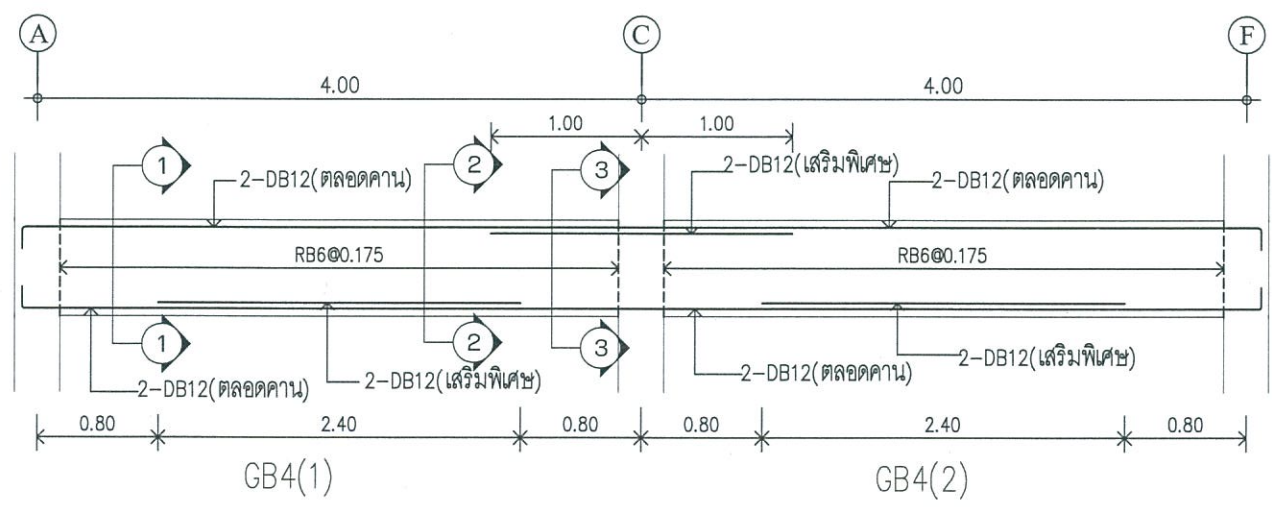 A C F
4.00 4.00
1.00 1.00
1 2 3 2-DB12(เสริมพิเศษ)
2-DB12(ตลอดคาน) 2-DB12(ตลอดคาน)
RB6@0.175 RB6@0.175
1 2 3
2-DB12(ตลอดคาน) 2-DB12(เสริมพิเศษ) 2-DB12(ตลอดคาน) 2-DB12(เสริมพิเศษ)
0.80 2.40 0.80 0.80 2.40 0.80
GB4(1) GB4(2)